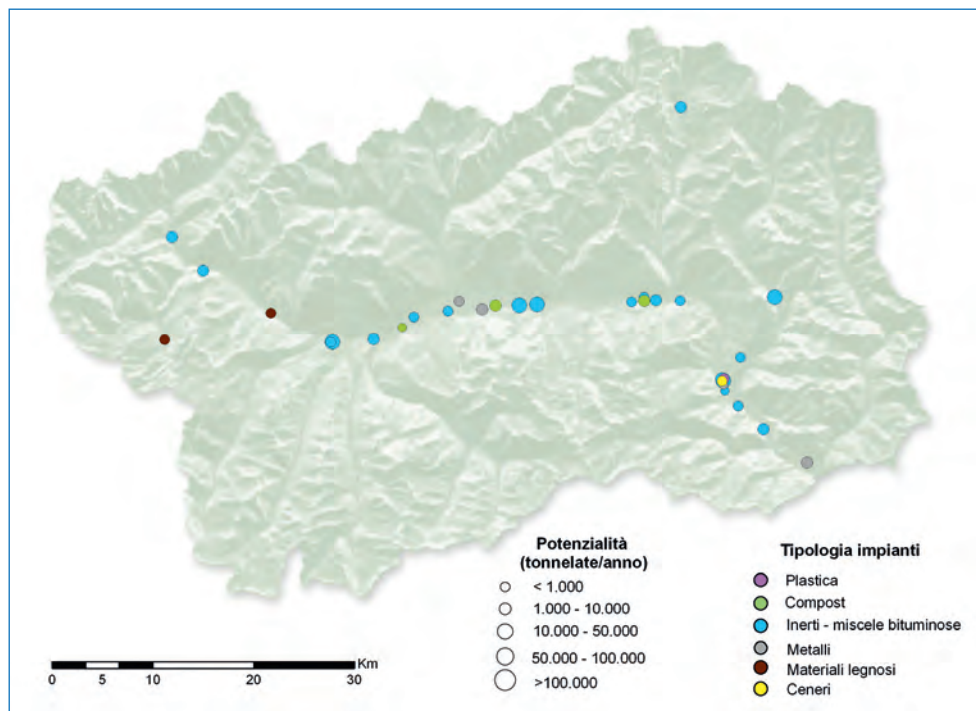 Potenzialità
(tonnelate/anno)
< 1.000
1.000 - 10.000
10.000 - 50.000
50.000 - 100.000
>100.000
Tipologia impianti
Plastica
Compost
Inerti - miscele bituminose
Metalli
Materiali legnosi
Ceneri
Km
0 5 10 20 30